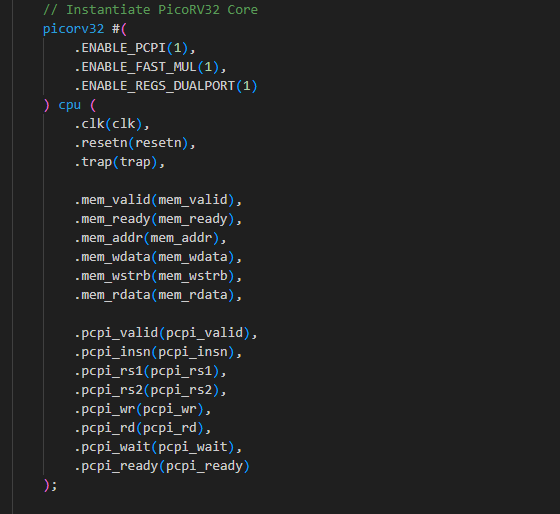 // Instantiate PicoRV32 Core
picorv32 #(
.ENABLE_PCPI(1),
.ENABLE_FAST_MUL(1),
.ENABLE_REGS_DUALPORT(1)
) cpu (
.clk(clk),
.resetn(resetn),
.trap(trap),
.mem_valid(mem_valid),
.mem_ready(mem_ready),
.mem_addr(mem_addr),
.mem_wdata(mem_wdata),
.mem_wstrb(mem_wstrb),
.mem_rdata(mem_rdata),
.pcpi_valid(pcpi_valid),
.pcpi_insn(pcpi_insn),
.pcpi_rs1(pcpi_rs1),
.pcpi_rs2(pcpi_rs2),
.pcpi_wr(pcpi_wr),
.pcpi_rd(pcpi_rd),
.pcpi_wait(pcpi_wait),
.pcpi_ready(pcpi_ready)
);